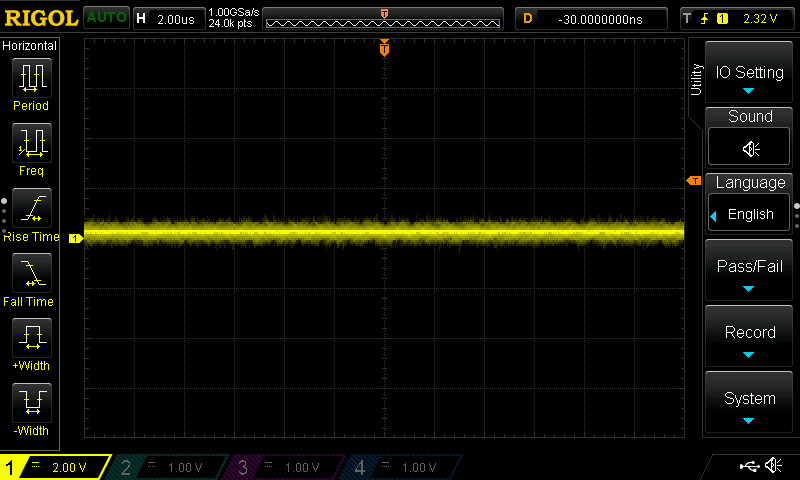 RIGOL AUTO H 2.00us 1.00GSa/s D -30.0000000ns T 1 2.32 V
24.0k pts
T
Horizontal
T
Period
Freq
Rise Time
Fall Time
+Width
-Width
1
T
Utility
IO Setting
Sound
Language
English
Pass/Fail
Record
System
1 2.00 V 2 1.00 V 3 1.00 V 4 1.00 V